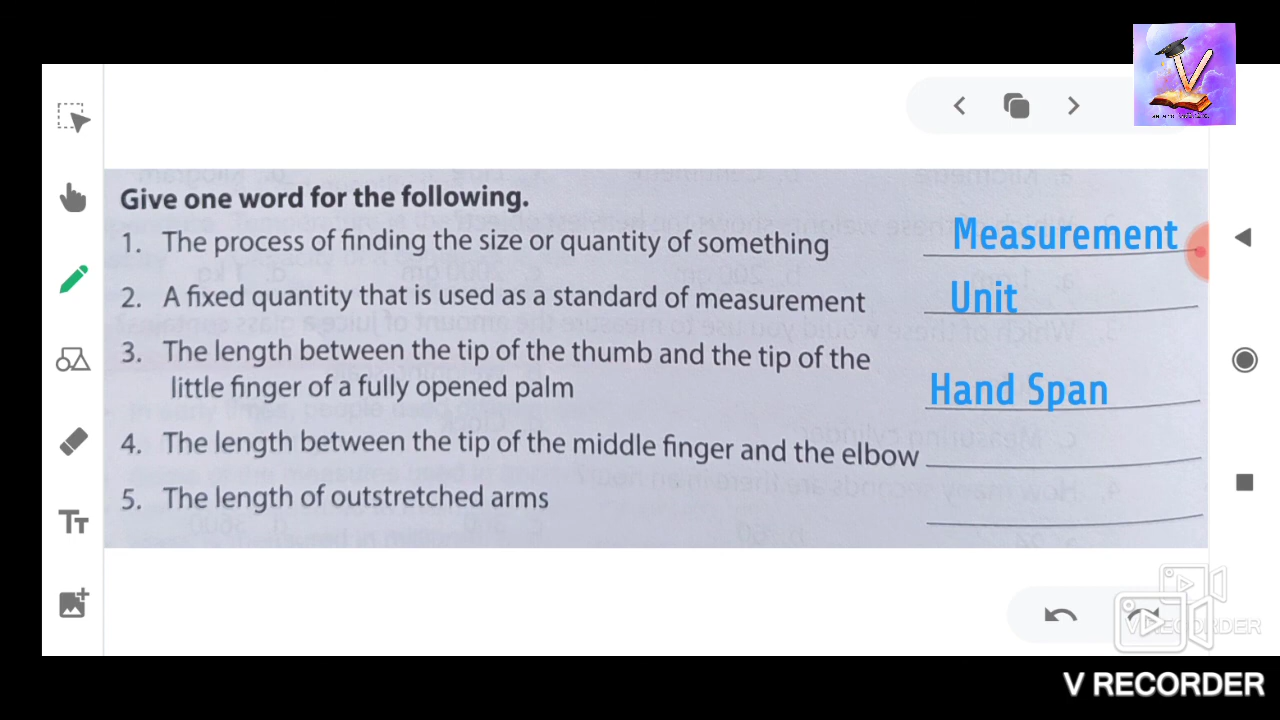 Give one word for the following.
1. The process of finding the size or quantity of something Measurement
2. A fixed quantity that is used as a standard of measurement Unit
3. The length between the tip of the thumb and the tip of the
little finger of a fully opened palm Hand Span
4. The length between the tip of the middle finger and the elbow
5. The length of outstretched arms
TT
V RECORDER
V RECORDER